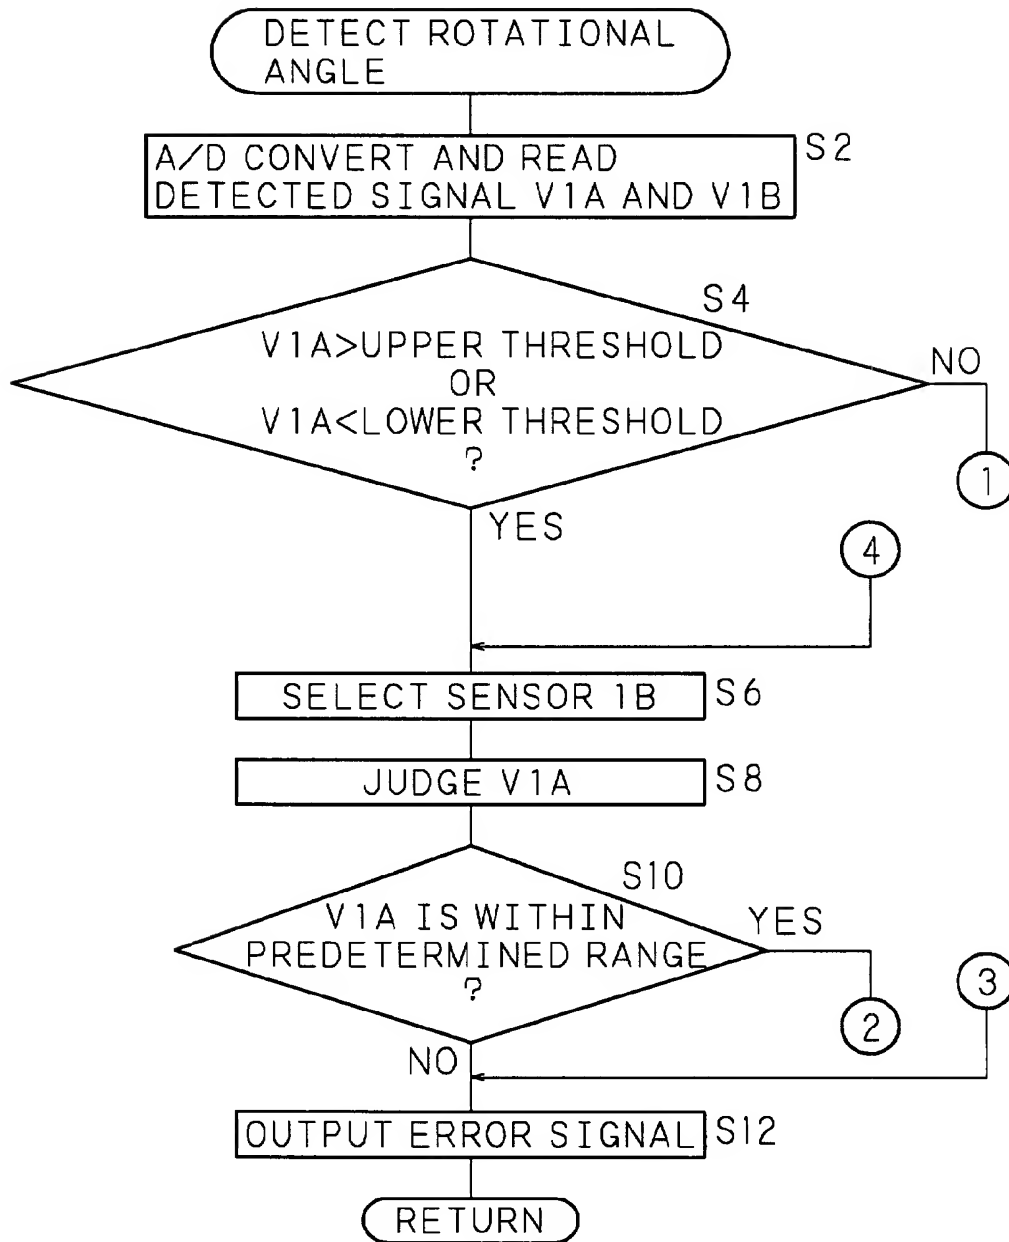 DETECT ROTATIONAL
ANGLE
A/D CONVERT AND READ
DETECTED SIGNAL V1A AND V1B
S2
S4
V1A>UPPER THRESHOLD
OR
V1A<LOWER THRESHOLD
?
NO
1
YES
4
SELECT SENSOR 1B
S6
JUDGE V1A
S8
S10
V1A IS WITHIN
PREDETERMINED RANGE
?
YES
2
3
NO
OUTPUT ERROR SIGNAL
S12
RETURN